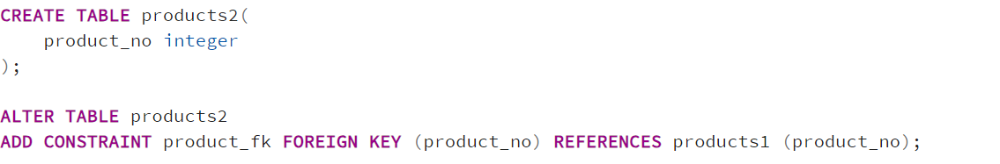 CREATE TABLE products2(
    product_no integer
);

ALTER TABLE products2
ADD CONSTRAINT product_fk FOREIGN KEY (product_no) REFERENCES products1 (product_no);